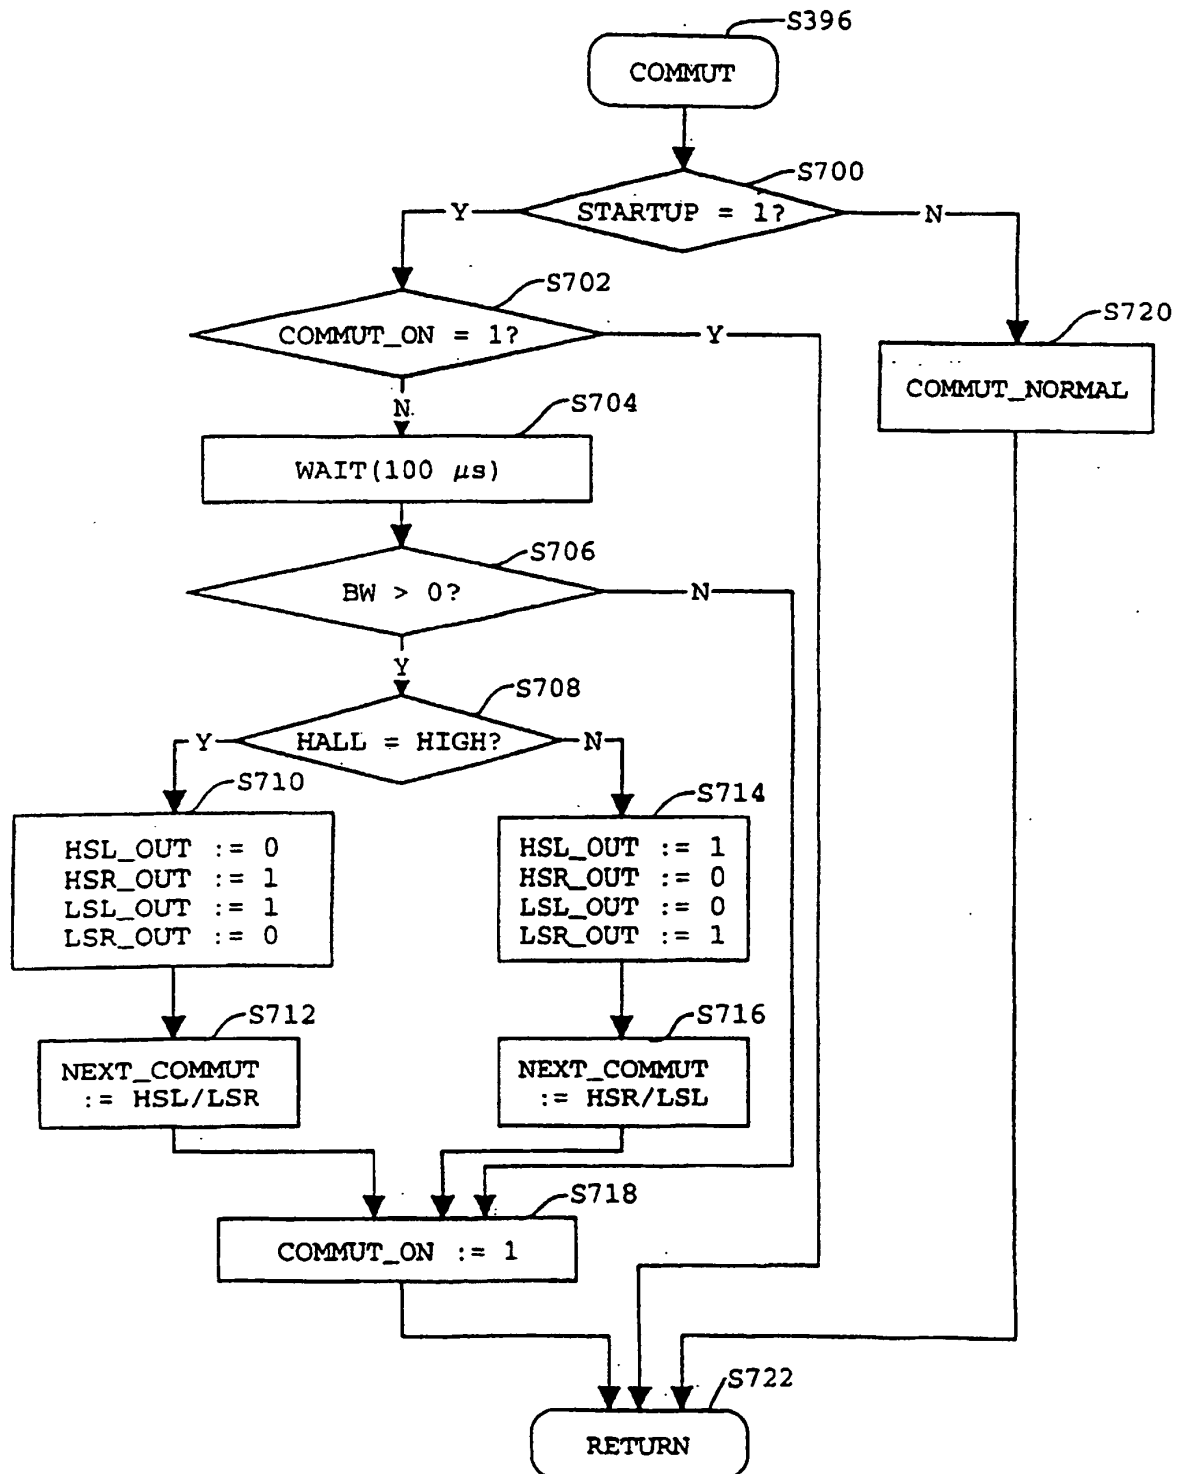 S396
COMMUT
S700
STARTUP = 1?
Y
N
S702
COMMUT_ON = 1?
Y
S720
COMMUT_NORMAL
N
S704
WAIT(100 μs)
S706
BW > 0?
N
Y
S708
HALL = HIGH?
Y
N
S710
HSL_OUT := 0
HSR_OUT := 1
LSL_OUT := 1
LSR_OUT := 0
S714
HSL_OUT := 1
HSR_OUT := 0
LSL_OUT := 0
LSR_OUT := 1
S712
NEXT_COMMUT
:= HSL/LSR
S716
NEXT_COMMUT
:= HSR/LSL
S718
COMMUT_ON := 1
S722
RETURN